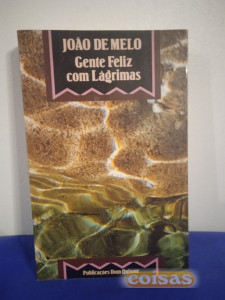 JOÃO DE MELO
Gente Feliz
com Lágrimas
Publicações Dom Quixote
coisas